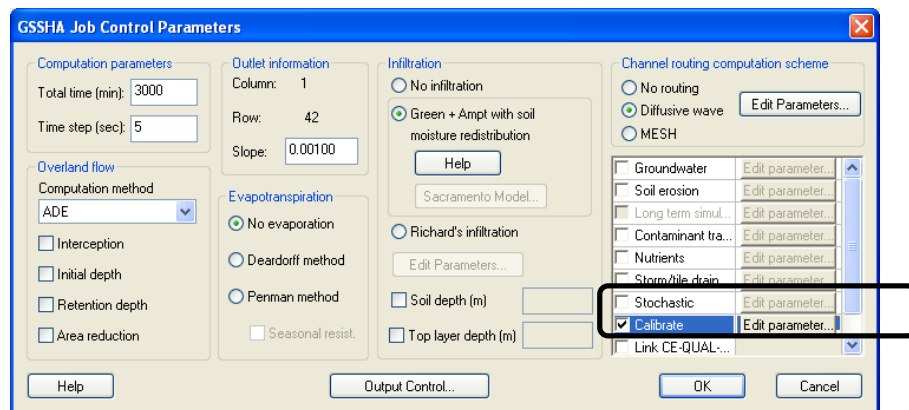 GSSHA Job Control Parameters
Computation parameters
Total time (min): 3000
Time step (sec): 5
Overland flow
Computation method
ADE
Interception
Initial depth
Retention depth
Area reduction
Outlet information
Column: 1
Row: 42
Slope: 0.00100
Evapotranspiration
No evaporation
Deardorff method
Penman method
Seasonal resist.
Infiltration
No infiltration
Green + Ampt with soil
moisture redistribution
Help
Sacramento Model...
Richard's infiltration
Edit Parameters...
Soil depth (m)
Top layer depth (m)
Channel routing computation scheme
No routing
Diffusive wave
Edit Parameters...
MESH
Groundwater Edit parameter...
Soil erosion Edit parameter...
Long term simul... Edit parameter...
Contaminant tra... Edit parameter...
Nutrients Edit parameter...
Storm/tile drain Edit parameter...
Stochastic Edit parameter...
Calibrate Edit parameter...
Link CE-QUAL-...
Help
Output Control...
OK
Cancel